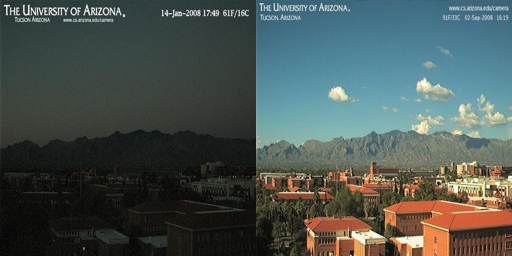 THE UNIVERSITY OF ARIZONA®
TUCSON, ARIZONA www.cs.arizona.edu/camera
14-Jan-2008 17:49 61F/16C
THE UNIVERSITY OF ARIZONA®
TUCSON, ARIZONA
www.cs.arizona.edu/camera
91F/33C 02-Sep-2008 16:19